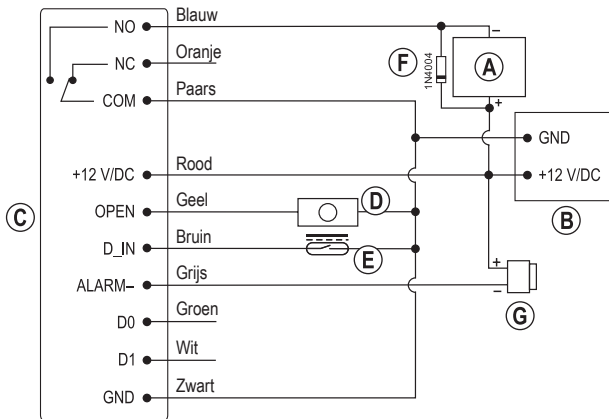 NO Blauw
NC Oranje
COM Paars
+12 V/DC Rood
OPEN Geel
D_IN Bruin
ALARM– Grijs
D0 Groen
D1 Wit
GND Zwart
C
F
1N4004
–
A
+
GND
+12 V/DC
B
D
E
+
–
G